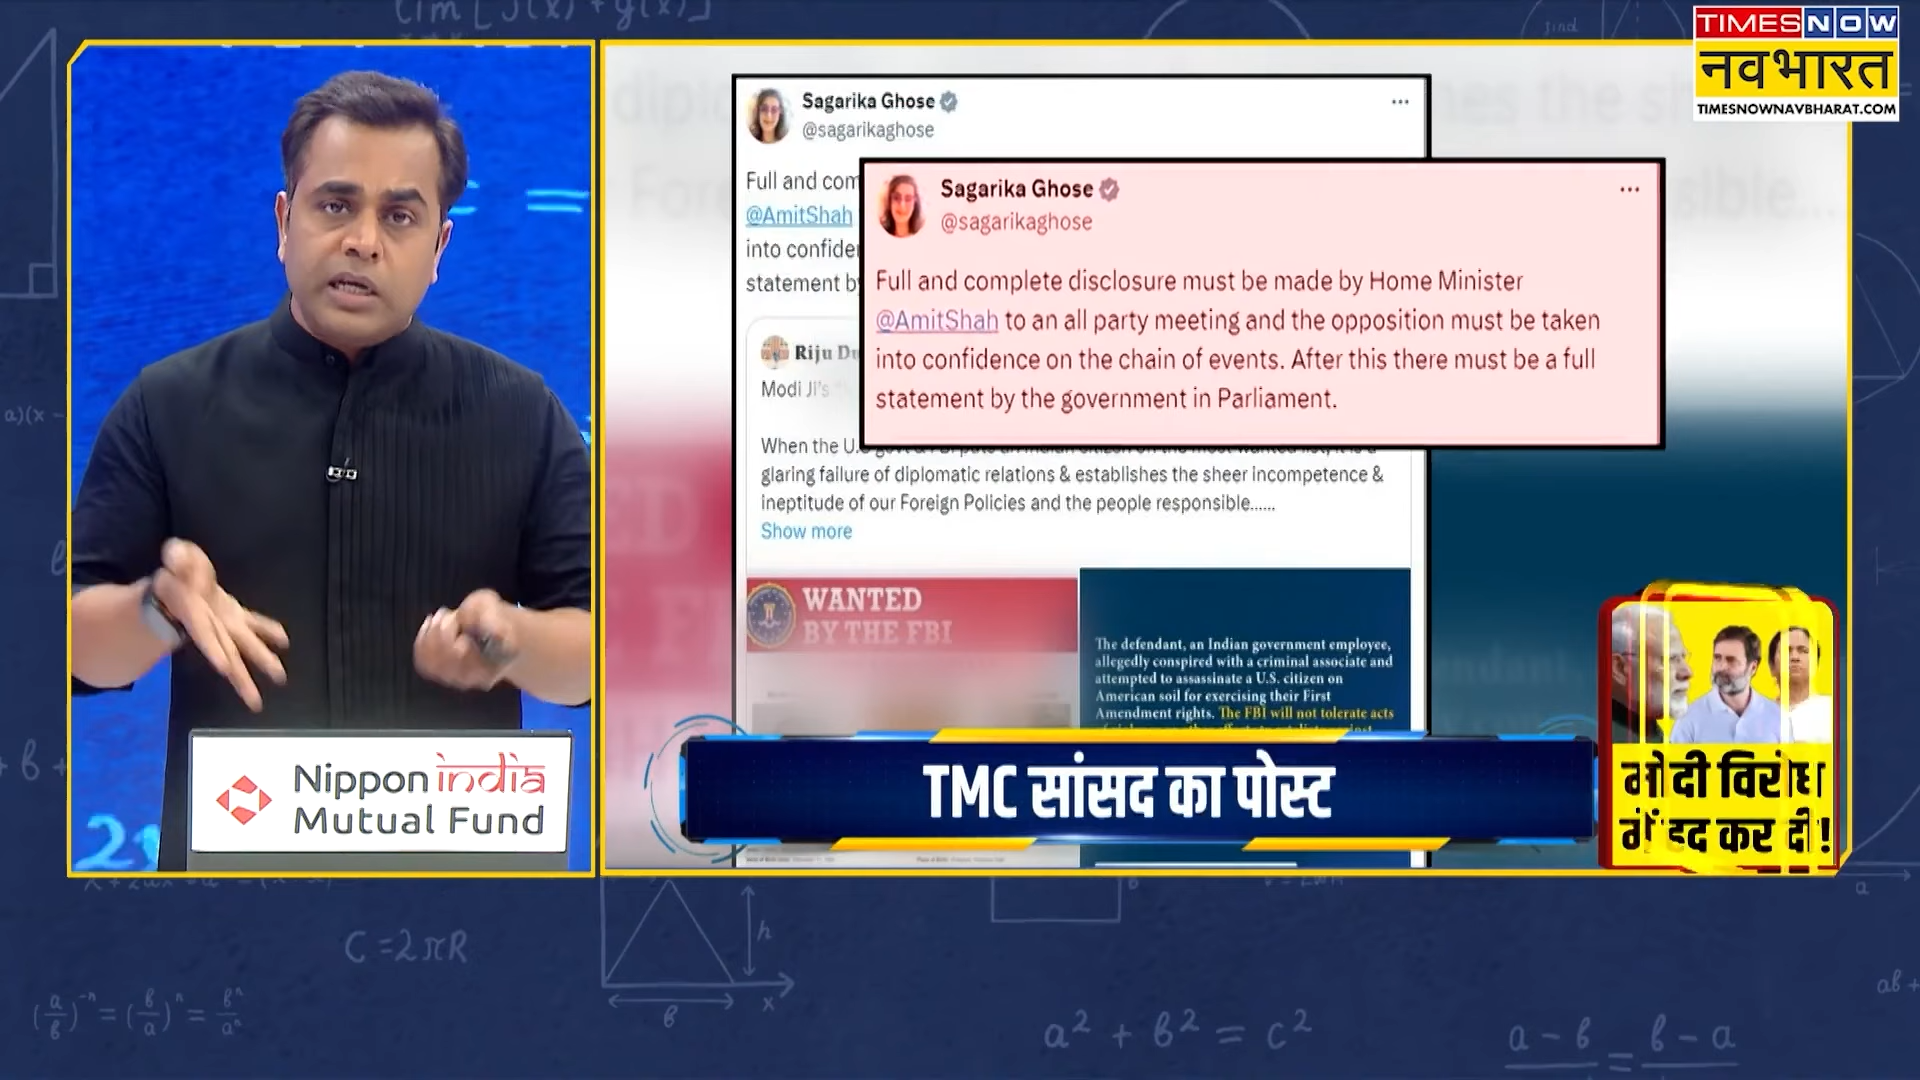 TIMES NOW
नवभारत
TIMESNOWNAVBHARAT.COM
Sagarika Ghose
@sagarikaghose
Full and com
@AmitShah
into confide
statement by
Sagarika Ghose
@sagarikaghose
Full and complete disclosure must be made by Home Minister
@AmitShah to an all party meeting and the opposition must be taken
into confidence on the chain of events. After this there must be a full
statement by the government in Parliament.
Riju Du
Modi Ji's
When the U.S
glaring failure of diplomatic relations & establishes the sheer incompetence &
ineptitude of our Foreign Policies and the people responsible......
Show more
WANTED
BY THE FBI
The defendant, an Indian government employee,
allegedly conspired with a criminal associate and
attempted to assassinate a U.S. citizen on
American soil for exercising their First
Amendment rights. The FBI will not tolerate acts
TMC सांसद का पोस्ट
मोदी विरोध
में हद कर दी!
Nippon india
Mutual Fund
C=2πR
h
b
x
a² + b² = c²
a - b = b - a